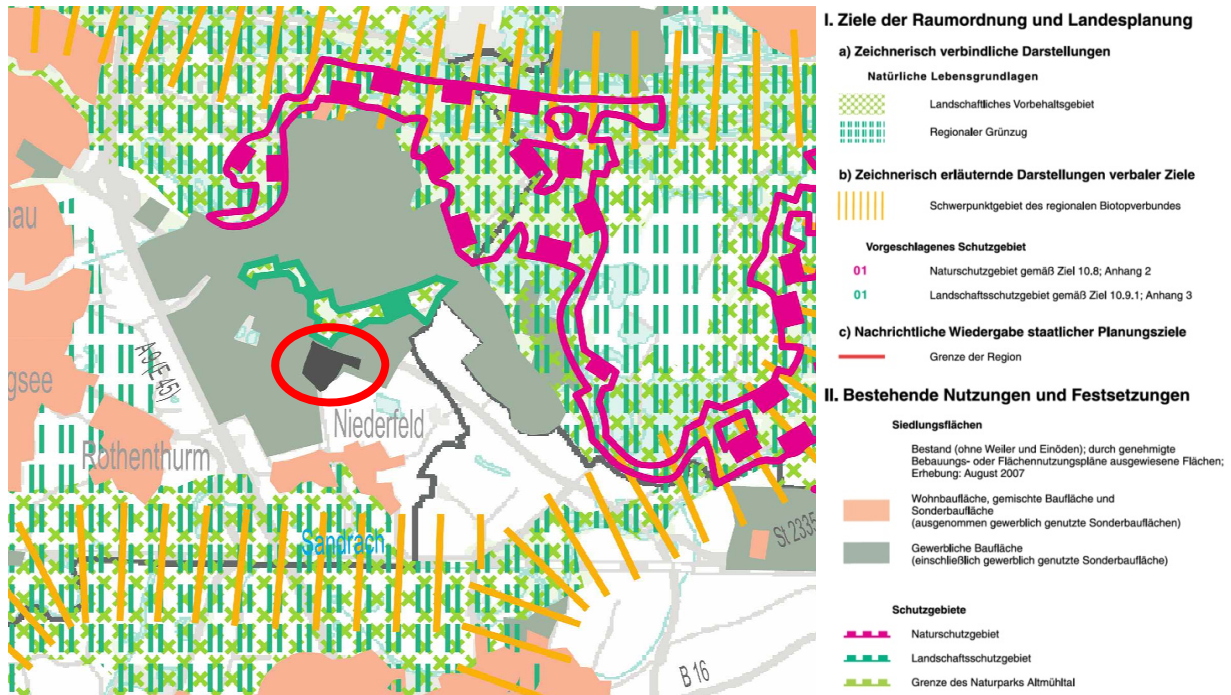 nau
gsee
A 9 (E 45)
Rothenthurm
Niederfeld
Sandrach
St 2335
B 16
I. Ziele der Raumordnung und Landesplanung
a) Zeichnerisch verbindliche Darstellungen
Natürliche Lebensgrundlagen
Landschaftliches Vorbehaltsgebiet
Regionaler Grünzug
b) Zeichnerisch erläuternde Darstellungen verbaler Ziele
Schwerpunktgebiet des regionalen Biotopverbundes
Vorgeschlagenes Schutzgebiet
01 Naturschutzgebiet gemäß Ziel 10.8; Anhang 2
01 Landschaftsschutzgebiet gemäß Ziel 10.9.1; Anhang 3
c) Nachrichtliche Wiedergabe staatlicher Planungsziele
Grenze der Region
II. Bestehende Nutzungen und Festsetzungen
Siedlungsflächen
Bestand (ohne Weiler und Einöden); durch genehmigte
Bebauungs- oder Flächennutzungspläne ausgewiesene Flächen;
Erhebung: August 2007
Wohnbaufläche, gemischte Baufläche und
Sonderbaufläche
(ausgenommen gewerblich genutzte Sonderbauflächen)
Gewerbliche Baufläche
(einschließlich gewerblich genutzte Sonderbaufläche)
Schutzgebiete
Naturschutzgebiet
Landschaftsschutzgebiet
Grenze des Naturparks Altmühltal